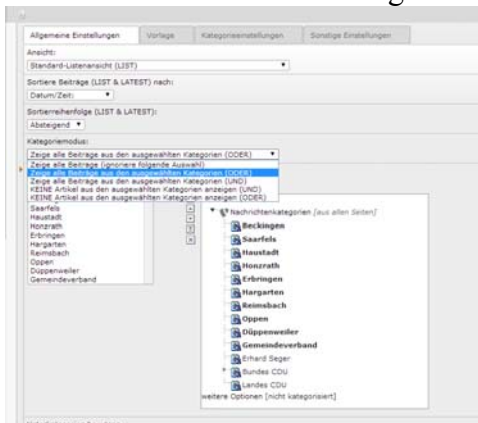 Allgemeine Einstellungen
Vorlage
Kategorieeinstellungen
Sonstige Einstellungen
Ansicht:
Standard-Listenansicht (LIST)
Sortiere Beiträge (LIST & LATEST) nach:
Datum/Zeit:
Sortierreihenfolge (LIST & LATEST):
Absteigend
Kategoriemodus:
Zeige alle Beiträge aus den ausgewählten Kategorien (ODER)
Zeige alle Beiträge (ignoriere folgende Auswahl)
Zeige alle Beiträge aus den ausgewählten Kategorien (ODER)
Zeige alle Beiträge aus den ausgewählten Kategorien (UND)
KEINE Artikel aus den ausgewählten Kategorien anzeigen (UND)
KEINE Artikel aus den ausgewählten Kategorien anzeigen (ODER)
Saarfels
Haustadt
Honzrath
Erbringen
Hargarten
Reimsbach
Oppen
Düppenweiler
Gemeindeverband
Nachrichtenkategorien [aus allen Seiten]
Beckingen
Saarfels
Haustadt
Honzrath
Erbringen
Hargarten
Reimsbach
Oppen
Düppenweiler
Gemeindeverband
Erhard Seger
Bundes CDU
Landes CDU
weitere Optionen [nicht kategorisiert]